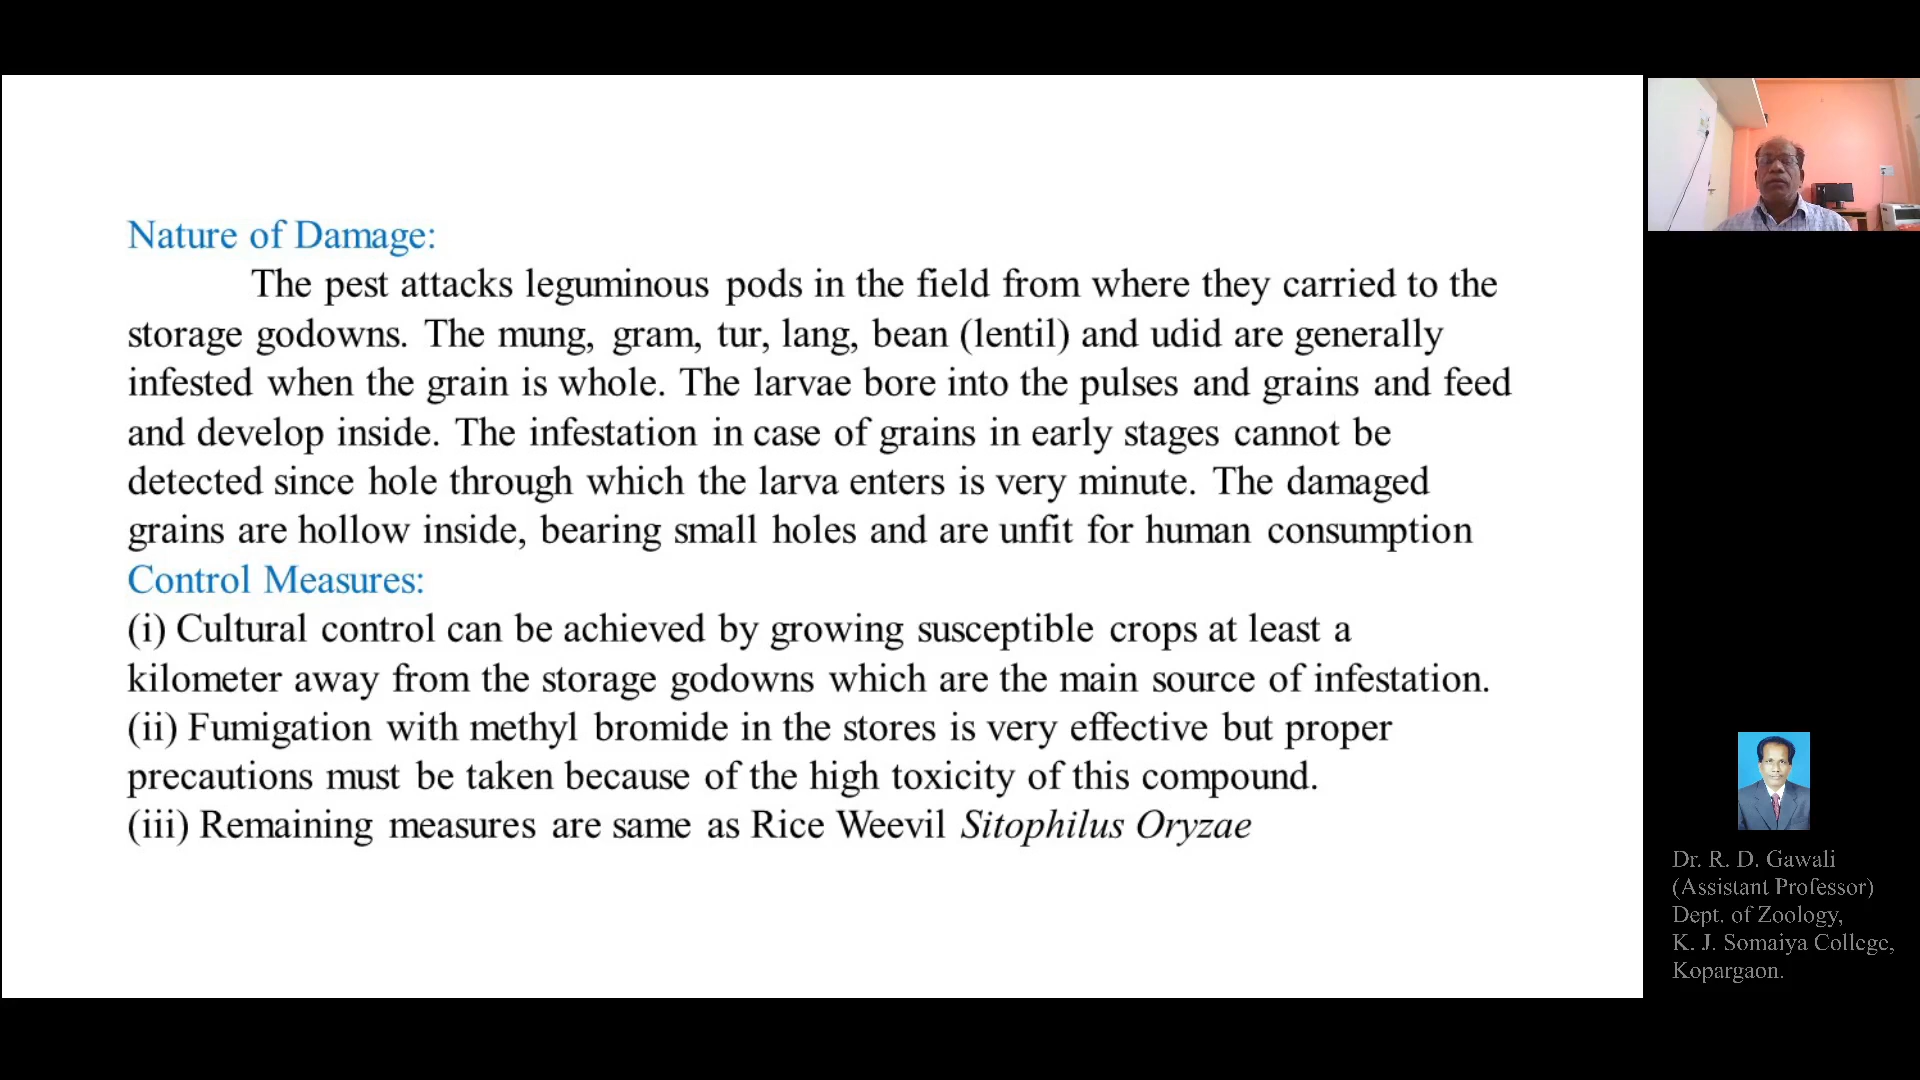 Nature of Damage:
The pest attacks leguminous pods in the field from where they carried to the
storage godowns. The mung, gram, tur, lang, bean (lentil) and udid are generally
infested when the grain is whole. The larvae bore into the pulses and grains and feed
and develop inside. The infestation in case of grains in early stages cannot be
detected since hole through which the larva enters is very minute. The damaged
grains are hollow inside, bearing small holes and are unfit for human consumption
Control Measures:
(i) Cultural control can be achieved by growing susceptible crops at least a
kilometer away from the storage godowns which are the main source of infestation.
(ii) Fumigation with methyl bromide in the stores is very effective but proper
precautions must be taken because of the high toxicity of this compound.
(iii) Remaining measures are same as Rice Weevil Sitophilus Oryzae
Dr. R. D. Gawali
(Assistant Professor)
Dept. of Zoology,
K. J. Somaiya College,
Kopargaon.